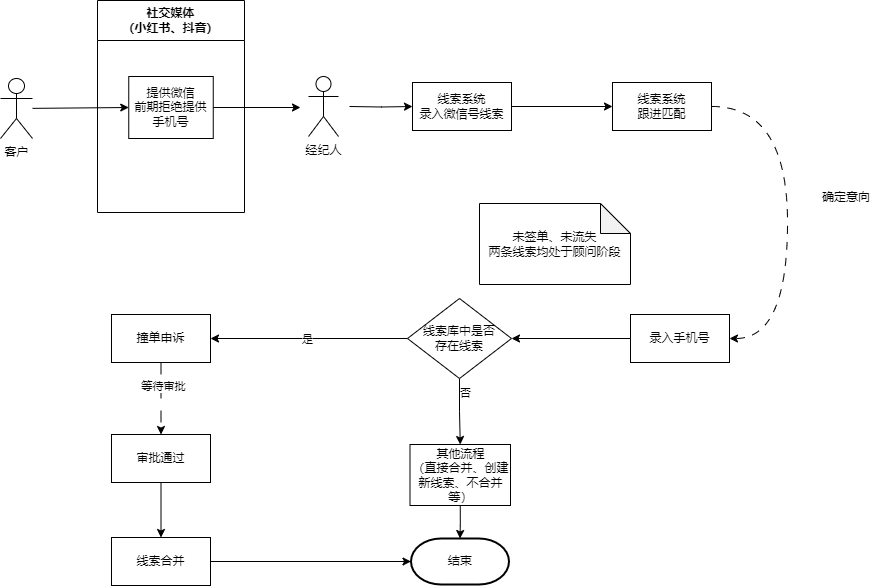 社交媒体
（小红书、抖音）
提供微信
前期拒绝提供
手机号
客户
经纪人
线索系统
录入微信号线索
线索系统
跟进匹配
确定意向
未签单、未流失
两条线索均处于顾问阶段
录入手机号
线索库中是否
存在线索
是
否
撞单申诉
等待审批
审批通过
其他流程
（直接合并、创建
新线索、不合并
等）
线索合并
结束